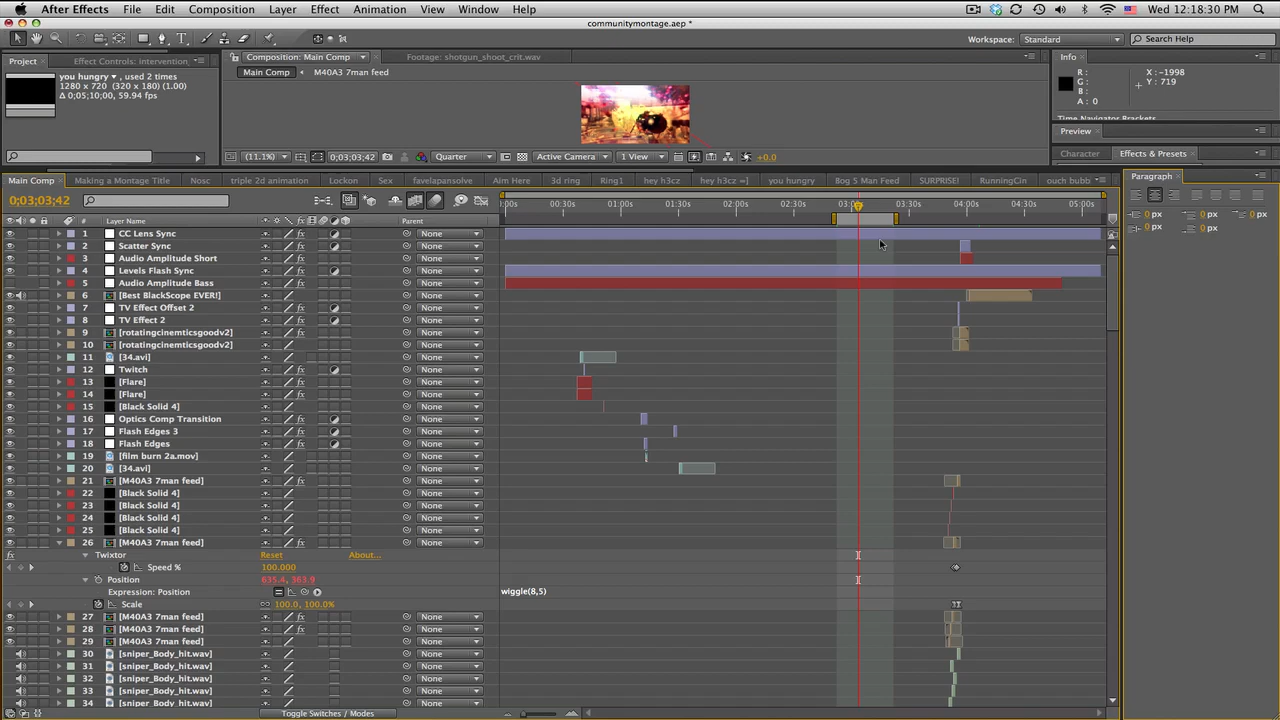 After Effects File Edit Composition Layer Effect Animation View Window Help Wed 12:18:30 PM
communitymontage.aep *
Workspace: Standard Search Help
Project Effect Controls: Intervention Composition: Main Comp Footage: shotgun_shoot_crit.wav Info
Main Comp M40A3 7man feed
you hungry , used 2 times
1280 x 720 (320 x 180) (1.00)
Δ 0;05;10;00, 59.94 fps
R :
G :
B :
A : 0
X : -1998
Y : 719
Time Navigator Brackets
Preview
Character Effects & Presets
(11.1%) 0;03;03;42 Quarter Active Camera 1 View +0.0
Main Comp Making a Montage Title Nosc triple 2d animation Lockon Sex favelapansolve Aim Here 3d ring Ring1 hey h3cz hey h3cz =] you hungry Bog 5 Man Feed SURPRISE! RunningCin ouch bubb
Paragraph
0;03;03;42
:00s 00:30s 01:00s 01:30s 02:00s 02:30s 03:0 03:30s 04:00s 04:30s 05:00s
0 px 0 px 0 px
0 px 0 px
# Layer Name Parent
1 CC Lens Sync None
2 Scatter Sync None
3 Audio Amplitude Short None
4 Levels Flash Sync None
5 Audio Amplitude Bass None
6 [Best BlackScope EVER!] None
7 TV Effect Offset 2 None
8 TV Effect 2 None
9 [rotatingcinemticsgoodv2] None
10 [rotatingcinemticsgoodv2] None
11 [34.avi] None
12 Twitch None
13 [Flare] None
14 [Flare] None
15 [Black Solid 4] None
16 Optics Comp Transition None
17 Flash Edges 3 None
18 Flash Edges None
19 [film burn 2a.mov] None
20 [34.avi] None
21 [M40A3 7man feed] None
22 [Black Solid 4] None
23 [Black Solid 4] None
24 [Black Solid 4] None
25 [Black Solid 4] None
26 [M40A3 7man feed] None
Twixtor Reset About...
Speed % 100.000
Position 635.4, 363.9
Expression: Position wiggle(8,5)
Scale 100.0, 100.0%
27 [M40A3 7man feed] None
28 [M40A3 7man feed] None
29 [M40A3 7man feed] None
30 [sniper_Body_hit.wav] None
31 [sniper_Body_hit.wav] None
32 [sniper_Body_hit.wav] None
33 [sniper_Body_hit.wav] None
34 [sniper_Body_hit.wav] None
Toggle Switches / Modes